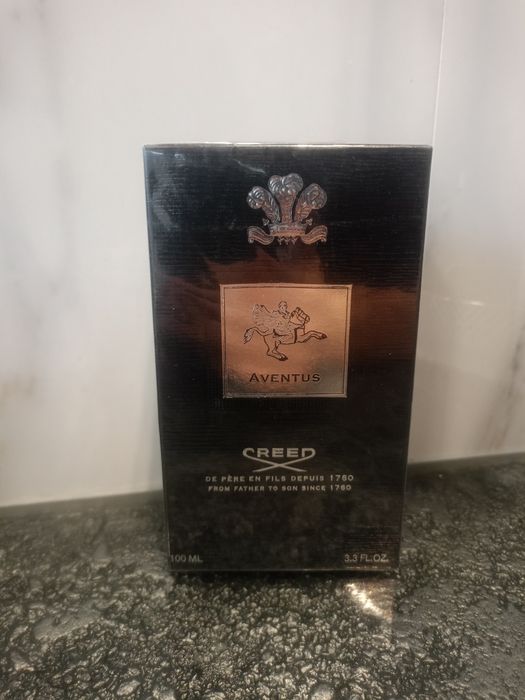 AVENTUS
CREED
DE PÈRE EN FILS DEPUIS 1760
FROM FATHER TO SON SINCE 1760
100 ML 3.3 FL.OZ.